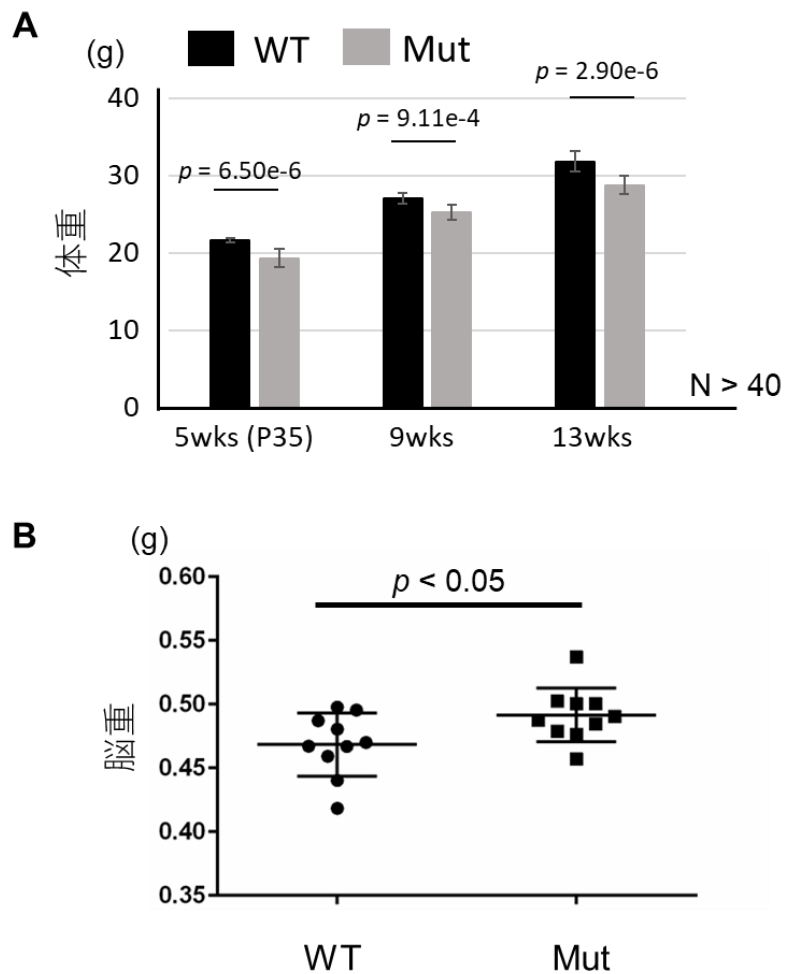 A
(g)
WT
Mut
p = 6.50e-6
p = 9.11e-4
p = 2.90e-6
40
30
20
10
0
体重
5wks (P35)
9wks
13wks
N > 40
B
(g)
p < 0.05
0.60
0.55
0.50
0.45
0.40
0.35
脳重
WT
Mut